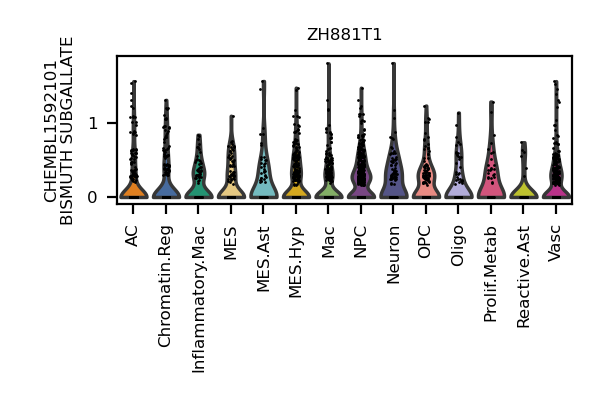 ZH881T1
CHEMBL1592101
BISMUTH SUBGALLATE
1
0
AC
Chromatin.Reg
Inflammatory.Mac
MES
MES.Ast
MES.Hyp
Mac
NPC
Neuron
OPC
Oligo
Prolif.Metab
Reactive.Ast
Vasc